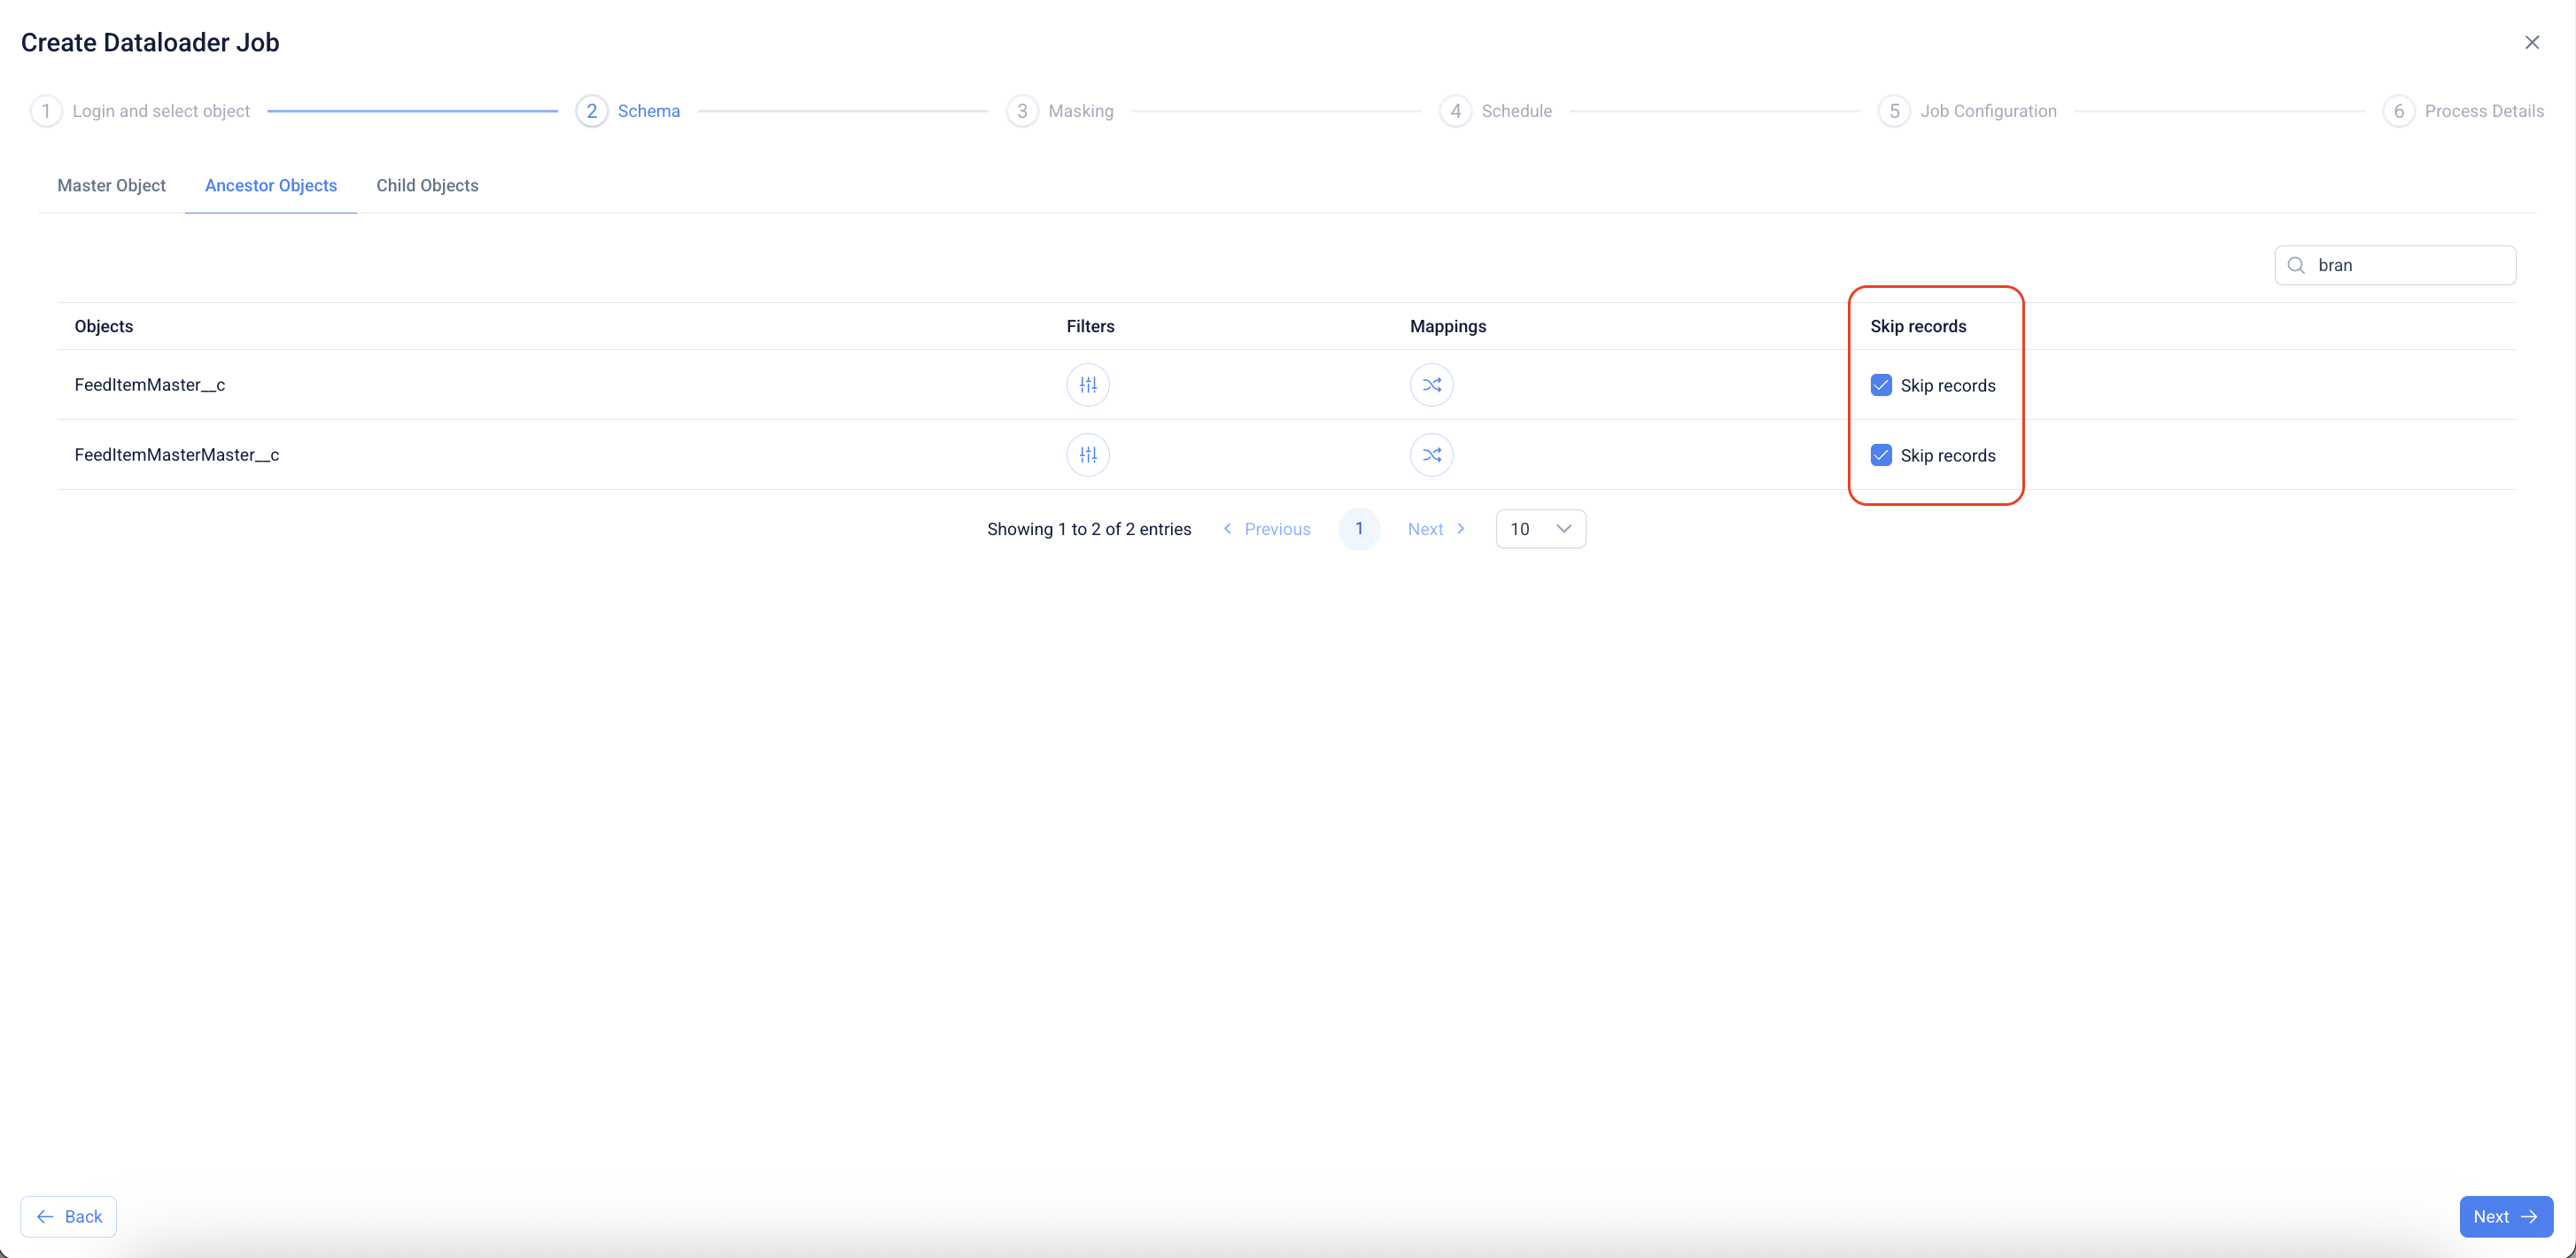 Create Dataloader Job
1 Login and select object 2 Schema 3 Masking 4 Schedule 5 Job Configuration 6 Process Details
Master Object Ancestor Objects Child Objects
bran
Objects Filters Mappings Skip records
FeedItemMaster__c Skip records
FeedItemMasterMaster__c Skip records
Showing 1 to 2 of 2 entries Previous 1 Next 10
Back Next